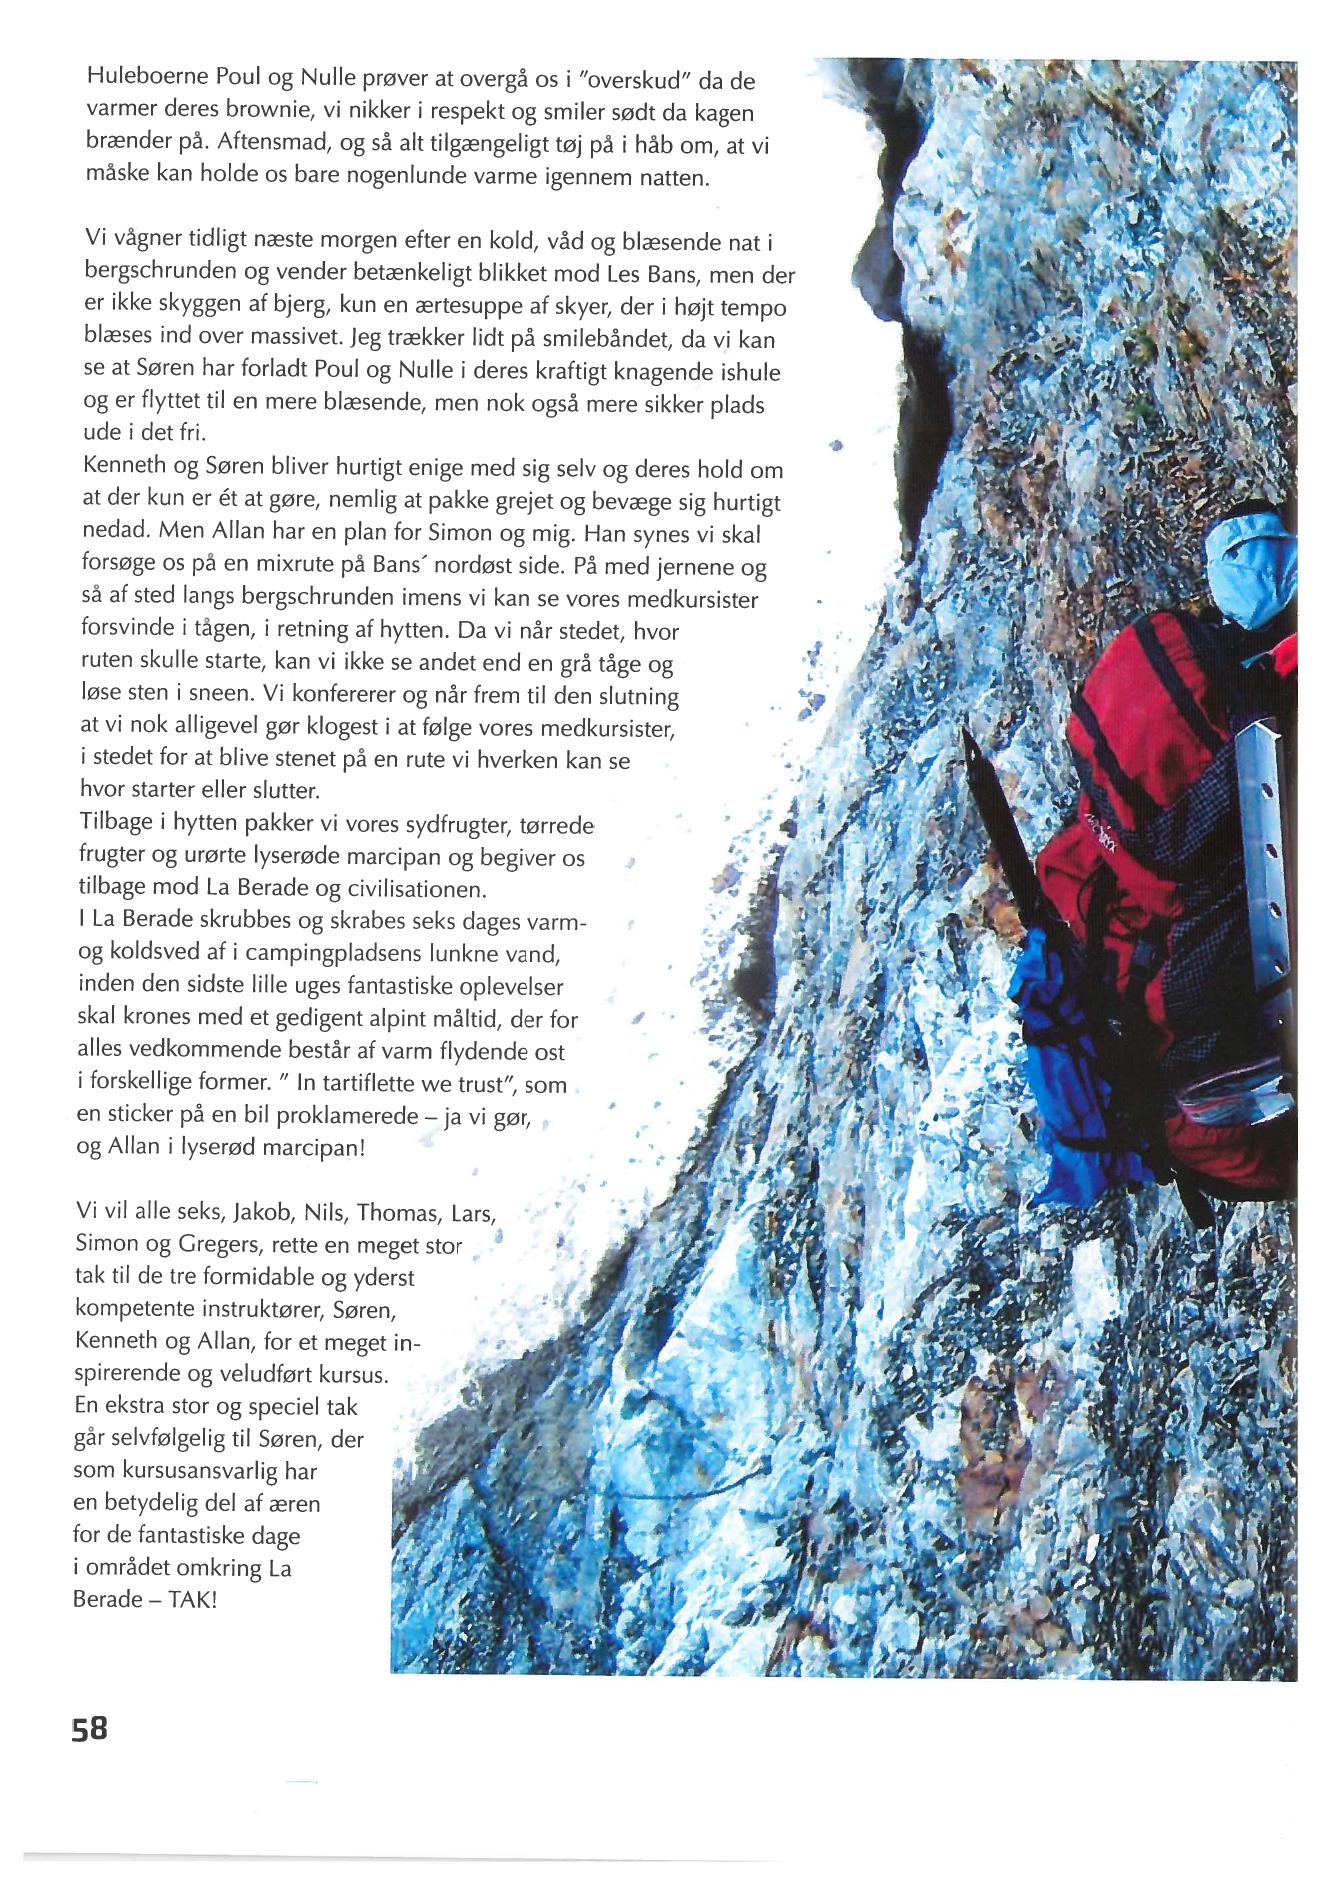 Huleboerne Poul og Nulle prøver at overgå os i ”overskud” da de
varmer deres brownie, vi nikker i respekt og smiler sødt da kagen
brænder på. Aftensmad, og så alt tilgængeligt tøj på i håb om, at vi
måske kan holde os bare nogenlunde varme igennem natten.
Vi vågner tidligt næste morgen efter en kold, våd og blæsende nat i
bergschrunden og vender betænkeligt blikket mod Les Bans, men der
er ikke skyggen af bjerg, kun en ærtesuppe af skyer, der i højt tempo
blæses ind over massivet. Jeg trækker lidt på smilebåndet, da vi kan
se at Søren har forladt Poul og Nulle i deres kraftigt knagende ishule
og er flyttet til en mere blæsende, men nok også mere sikker plads
ude i det fri.
Kenneth og Søren bliver hurtigt enige med sig selv og deres hold om
at der kun er ét at gøre, nemlig at pakke grejet og bevæge sig hurtigt
nedad. Men Allan har en plan for Simon og mig. Han synes vi skal
forsøge os på en mixrute på Bans´ nordøst side. På med jernene og
så af sted langs bergschrunden imens vi kan se vores medkursister
forsvinde i tågen, i retning af hytten. Da vi når stedet, hvor
ruten skulle starte, kan vi ikke se andet end en grå tåge og
løse sten i sneen. Vi konfererer og når frem til den slutning
at vi nok alligevel gør klogest i at følge vores medkursister,
i stedet for at blive stenet på en rute vi hverken kan se
hvor starter eller slutter.
Tilbage i hytten pakker vi vores sydfrugter, tørrede
frugter og urørte lyserøde marcipan og begiver os
tilbage mod La Berade og civilisationen.
I La Berade skrubbes og skrabes seks dages varm-
og koldsved af i campingpladsens lunkne vand,
inden den sidste lille uges fantastiske oplevelser
skal krones med et gedigent alpint måltid, der for
alles vedkommende består af varm flydende ost
i forskellige former. ” In tartiflette we trust”, som
en sticker på en bil proklamerede – ja vi gør,
og Allan i lyserød marcipan!
Vi vil alle seks, Jakob, Nils, Thomas, Lars,
Simon og Gregers, rette en meget stor
tak til de tre formidable og yderst
kompetente instruktører, Søren,
Kenneth og Allan, for et meget in-
spirerende og veludført kursus.
En ekstra stor og speciel tak
går selvfølgelig til Søren, der
som kursusansvarlig har
en betydelig del af æren
for de fantastiske dage
i området omkring La
Berade – TAK!
58